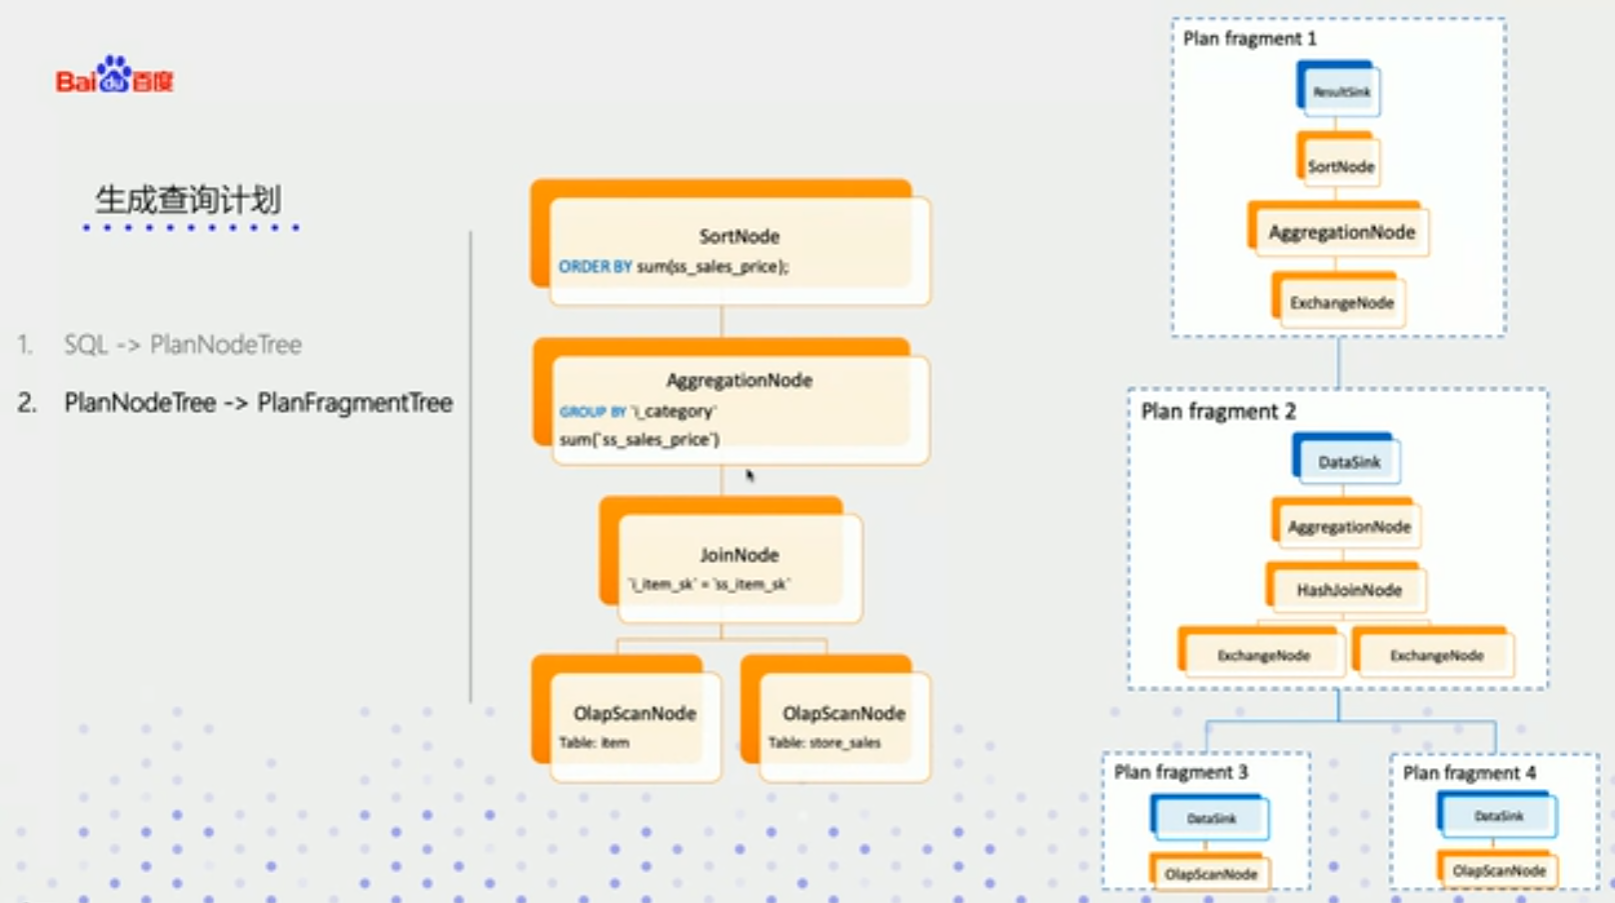 Bai du 百度
生成查询计划
1. SQL -> PlanNodeTree
2. PlanNodeTree -> PlanFragmentTree
SortNode
ORDER BY sum(ss_sales_price);
AggregationNode
GROUP BY `i_category`
sum(`ss_sales_price`)
JoinNode
`i_item_sk` = `ss_item_sk`
OlapScanNode
Table: item
OlapScanNode
Table: store_sales
Plan fragment 1
ResultSink
SortNode
AggregationNode
ExchangeNode
Plan fragment 2
DataSink
AggregationNode
HashJoinNode
ExchangeNode
ExchangeNode
Plan fragment 3
DataSink
OlapScanNode
Plan fragment 4
DataSink
OlapScanNode